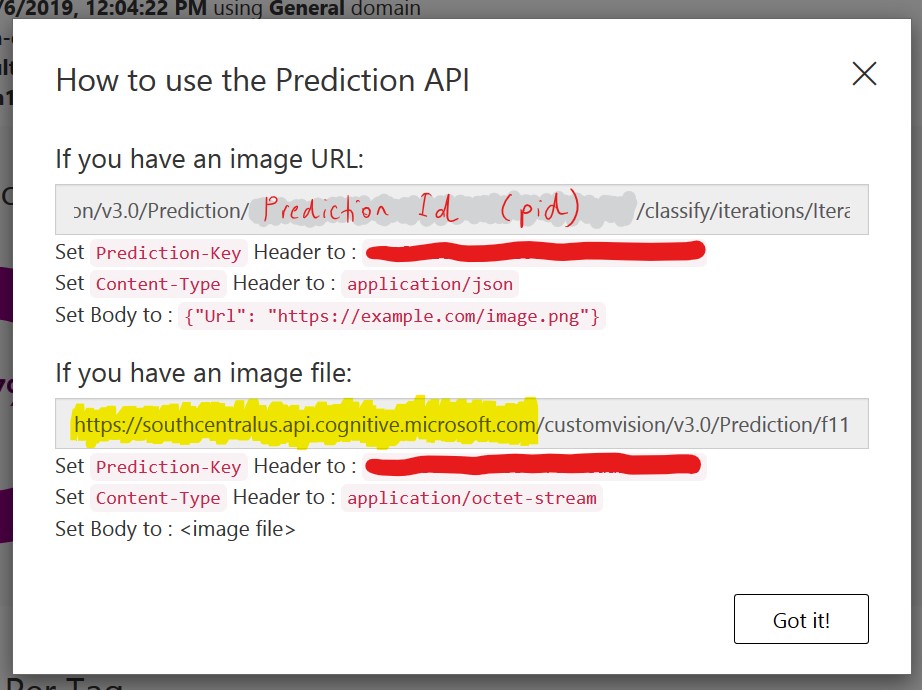 /6/2019, 12:04:22 PM using General domain
How to use the Prediction API
If you have an image URL:
on/v3.0/Prediction/ Prediction Id (pid) /classify/iterations/Itera
Set Prediction-Key Header to :
Set Content-Type Header to : application/json
Set Body to : {"Url": "https://example.com/image.png"}
If you have an image file:
https://southcentralus.api.cognitive.microsoft.com/customvision/v3.0/Prediction/f11
Set Prediction-Key Header to :
Set Content-Type Header to : application/octet-stream
Set Body to : <image file>
Got it!
Per Tag